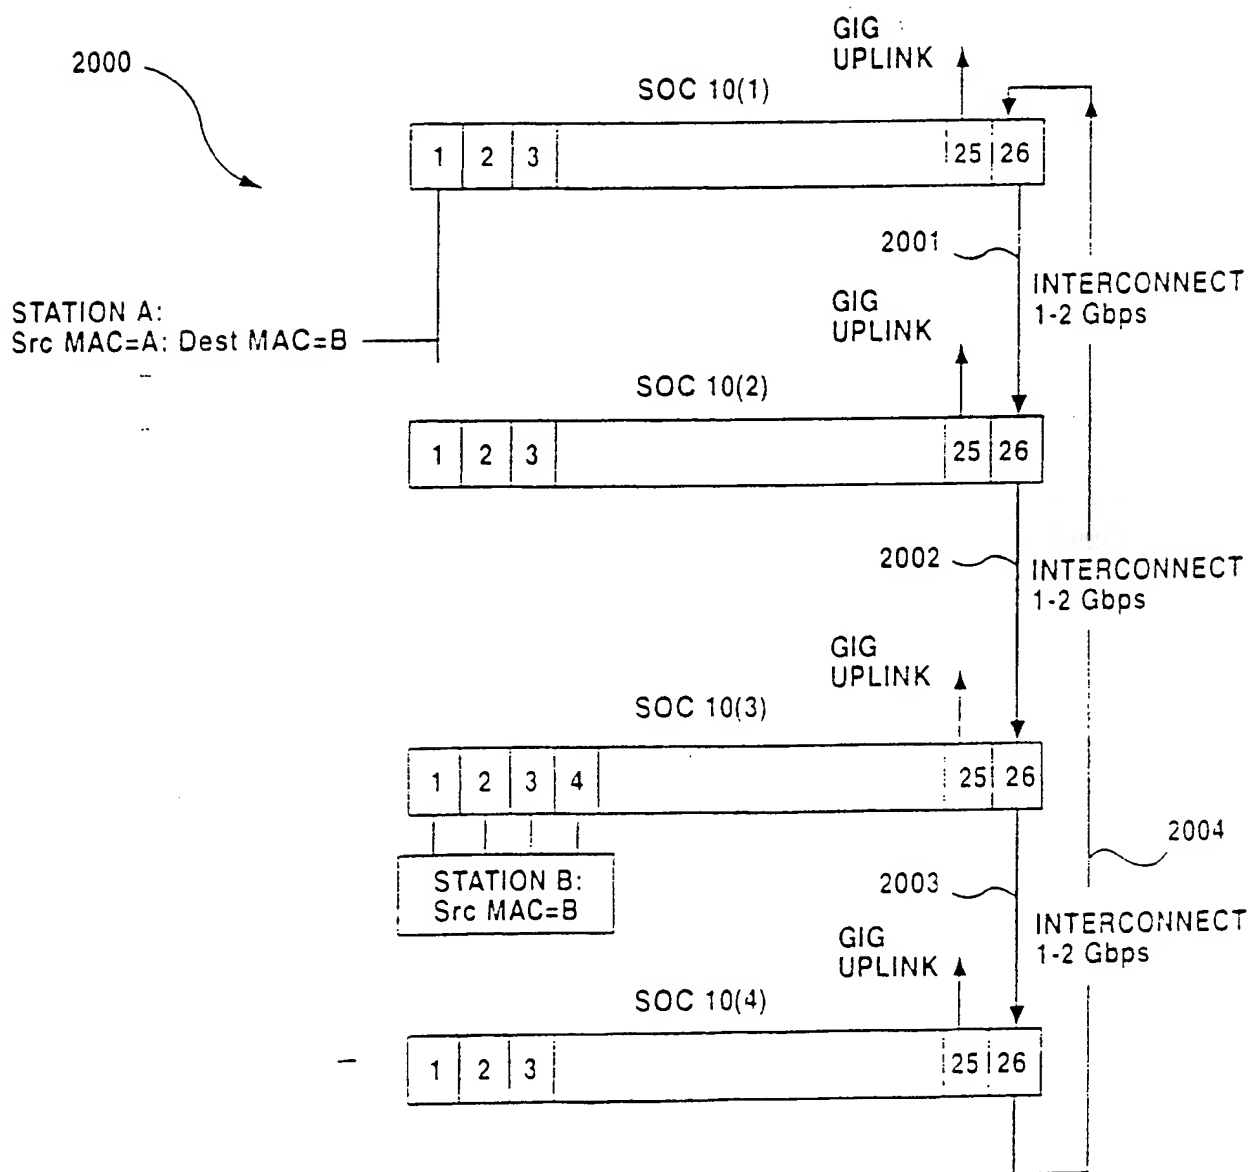 2000
GIG
UPLINK
SOC 10(1)
1 2 3 25 26
2001
INTERCONNECT
1-2 Gbps
STATION A:
Src MAC=A: Dest MAC=B
GIG
UPLINK
SOC 10(2)
1 2 3 25 26
2002
INTERCONNECT
1-2 Gbps
GIG
UPLINK
SOC 10(3)
1 2 3 4 25 26
2004
STATION B:
Src MAC=B
2003
INTERCONNECT
1-2 Gbps
GIG
UPLINK
SOC 10(4)
1 2 3 25 26